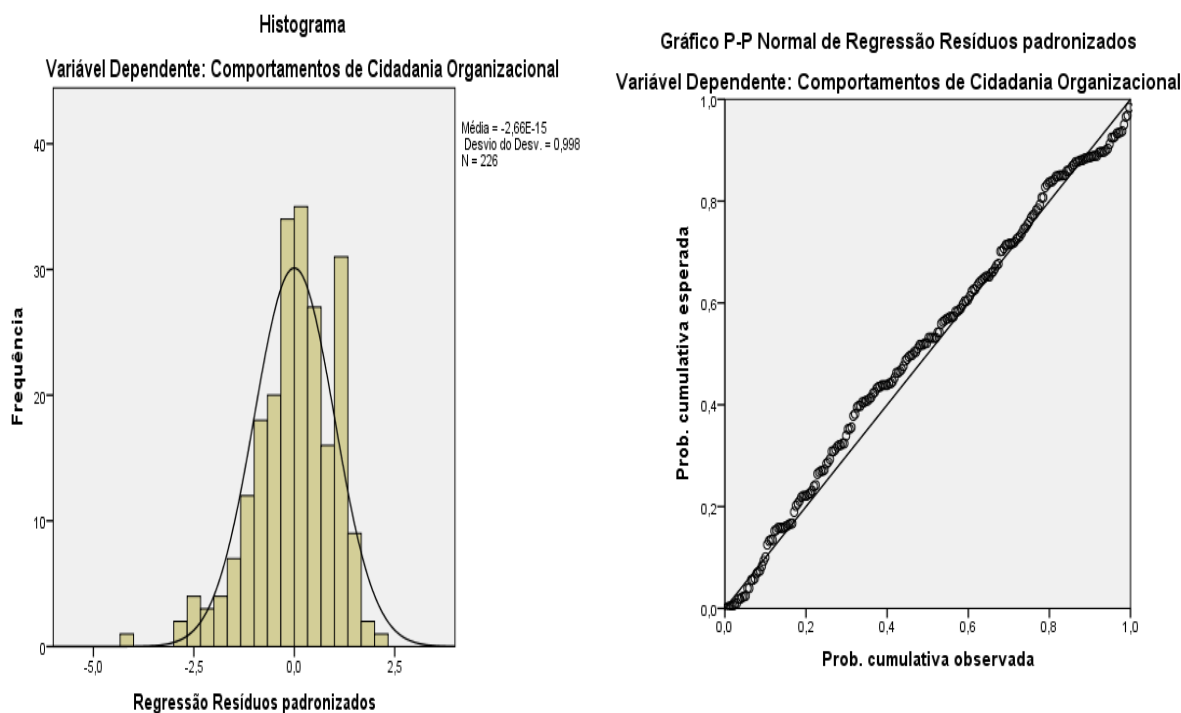 Histograma
Variável Dependente: Comportamentos de Cidadania Organizacional
Média = -2,66E-15
Desvio do Desv. = 0,998
N = 226
40
30
20
10
0
Frequência
-5,0
-2,5
0,0
2,5
Regressão Resíduos padronizados
Gráfico P-P Normal de Regressão Resíduos padronizados
Variável Dependente: Comportamentos de Cidadania Organizacional
1,0
0,8
0,6
0,4
0,2
0,0
Prob. cumulativa esperada
0,0
0,2
0,4
0,6
0,8
1,0
Prob. cumulativa observada